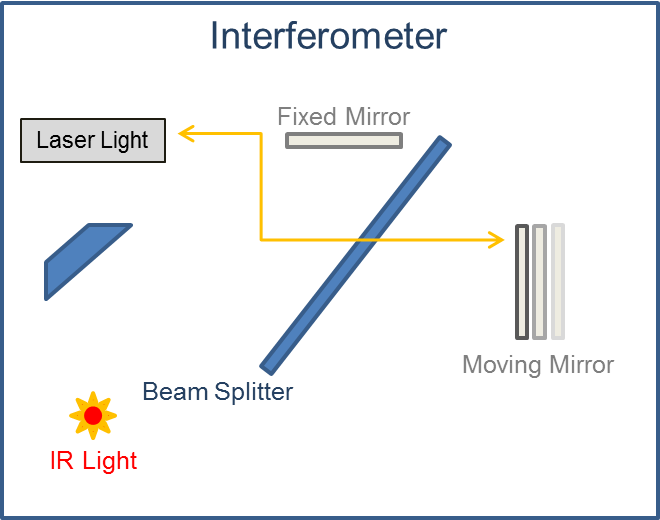 Interferometer
Fixed Mirror
Laser Light
Moving Mirror
Beam Splitter
IR Light